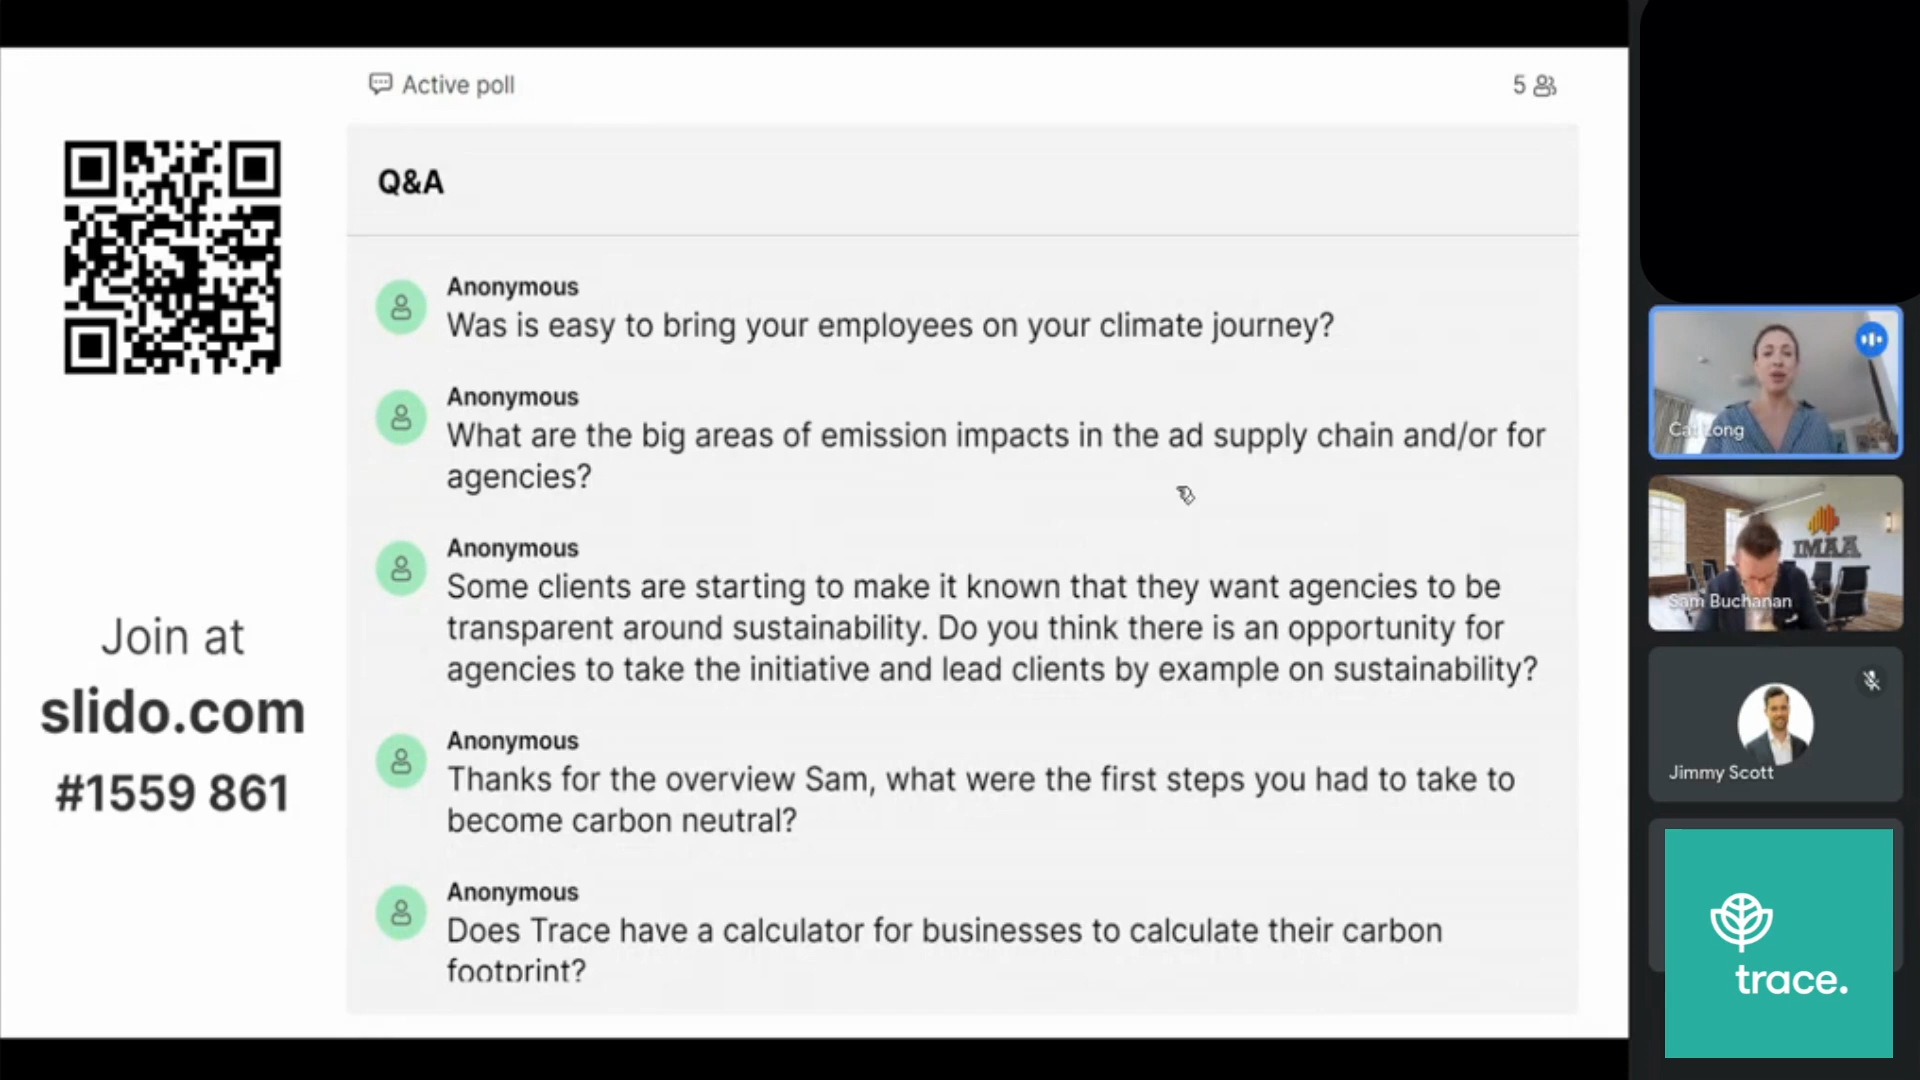 Active poll
5
Q&A
Anonymous
Was is easy to bring your employees on your climate journey?
Anonymous
What are the big areas of emission impacts in the ad supply chain and/or for
agencies?
Anonymous
Some clients are starting to make it known that they want agencies to be
transparent around sustainability. Do you think there is an opportunity for
agencies to take the initiative and lead clients by example on sustainability?
Anonymous
Thanks for the overview Sam, what were the first steps you had to take to
become carbon neutral?
Anonymous
Does Trace have a calculator for businesses to calculate their carbon
footprint?
Join at
slido.com
#1559 861
Long
IMAA
Sam Buchanan
Jimmy Scott
trace.